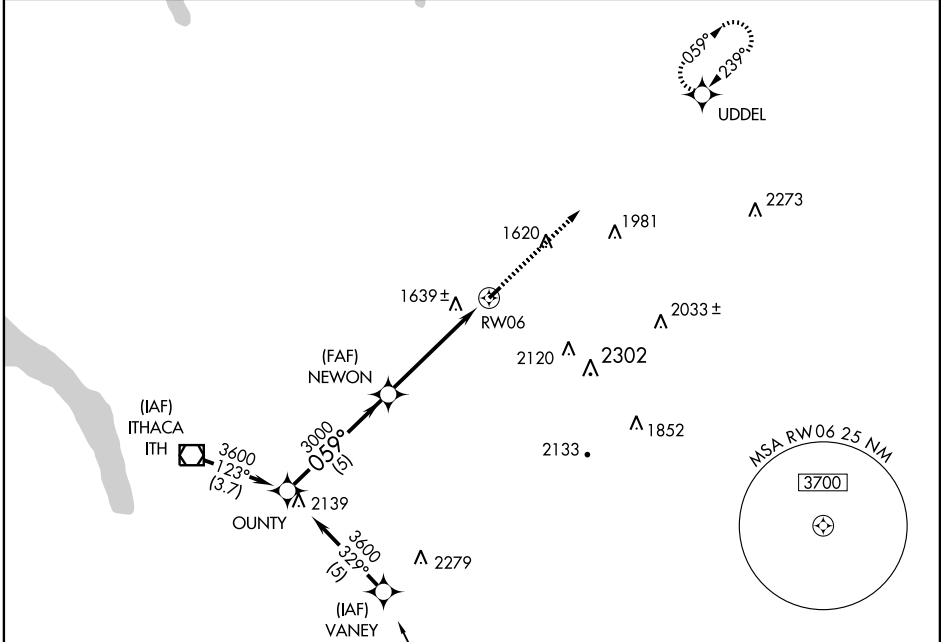 059°
239°
UDDEL
2273
1981
1620
1639 ±
RW06
2033 ±
2120
2302
(FAF)
NEWON
(IAF)
ITHACA
ITH
3600
123°
(3.7)
3000
059°
(5)
1852
2133
MSA RW06 25 NM
3700
2139
OUNTY
3600
329°
(5)
2279
(IAF)
VANEY